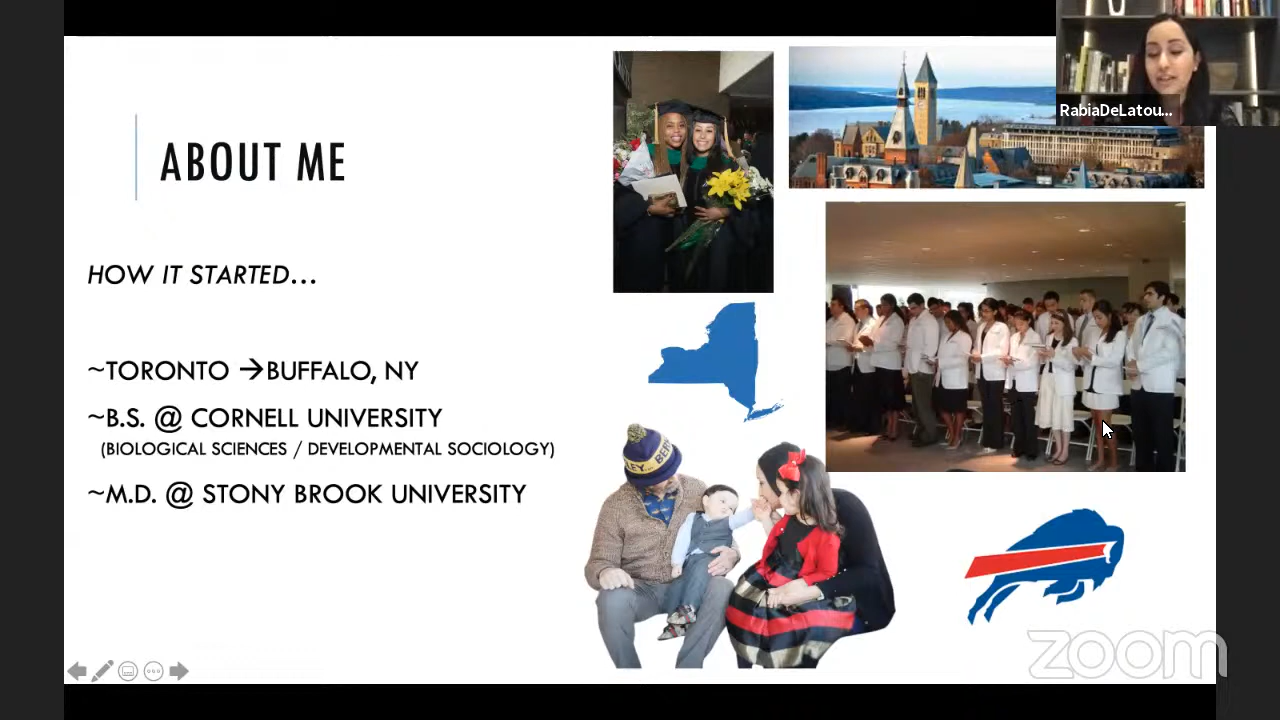 RabiaDeLatou...
ABOUT ME
HOW IT STARTED...
~TORONTO →BUFFALO, NY
~B.S. @ CORNELL UNIVERSITY
(BIOLOGICAL SCIENCES / DEVELOPMENTAL SOCIOLOGY)
~M.D. @ STONY BROOK UNIVERSITY
zoom